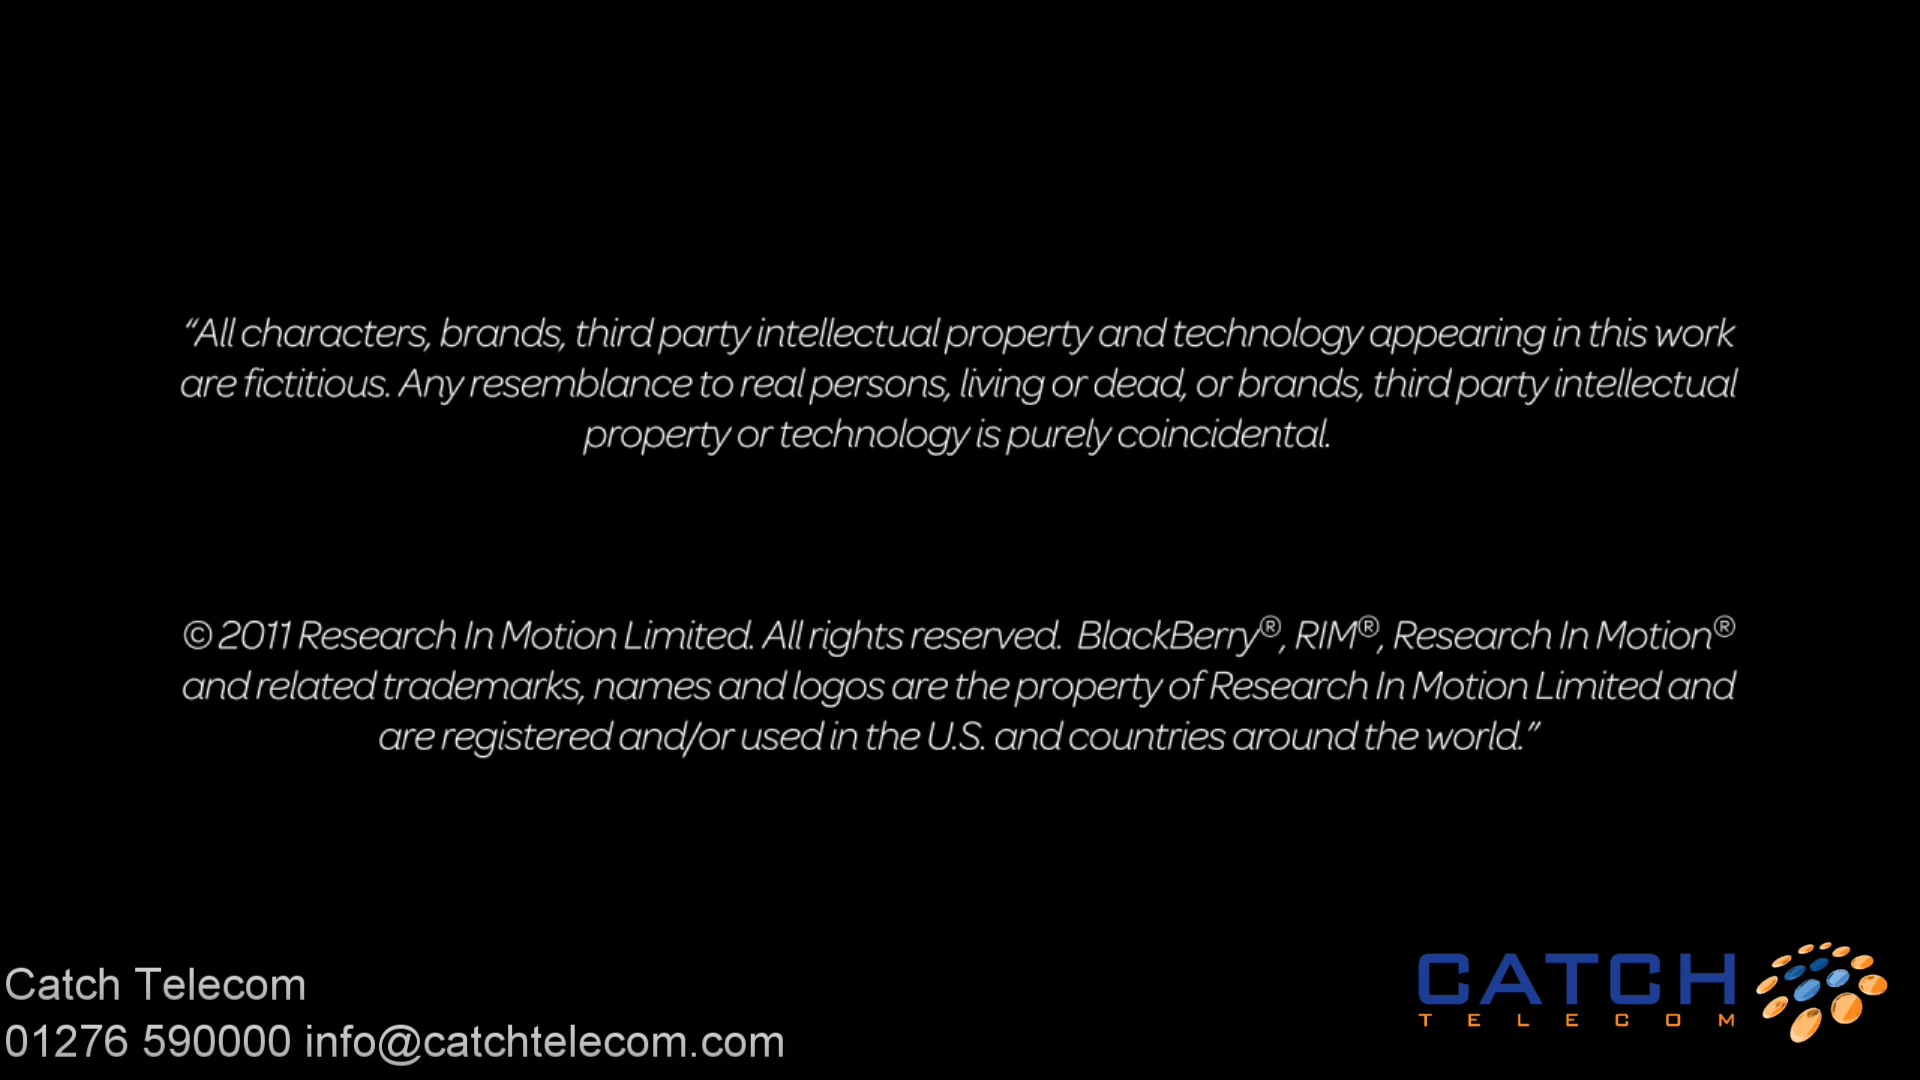 “All characters, brands, third party intellectual property and technology appearing in this work
are fictitious. Any resemblance to real persons, living or dead, or brands, third party intellectual
property or technology is purely coincidental.
© 2011 Research In Motion Limited. All rights reserved. BlackBerry®, RIM®, Research In Motion®
and related trademarks, names and logos are the property of Research In Motion Limited and
are registered and/or used in the U.S. and countries around the world.”
Catch Telecom
01276 590000 info@catchtelecom.com
CATCH
TELECOM